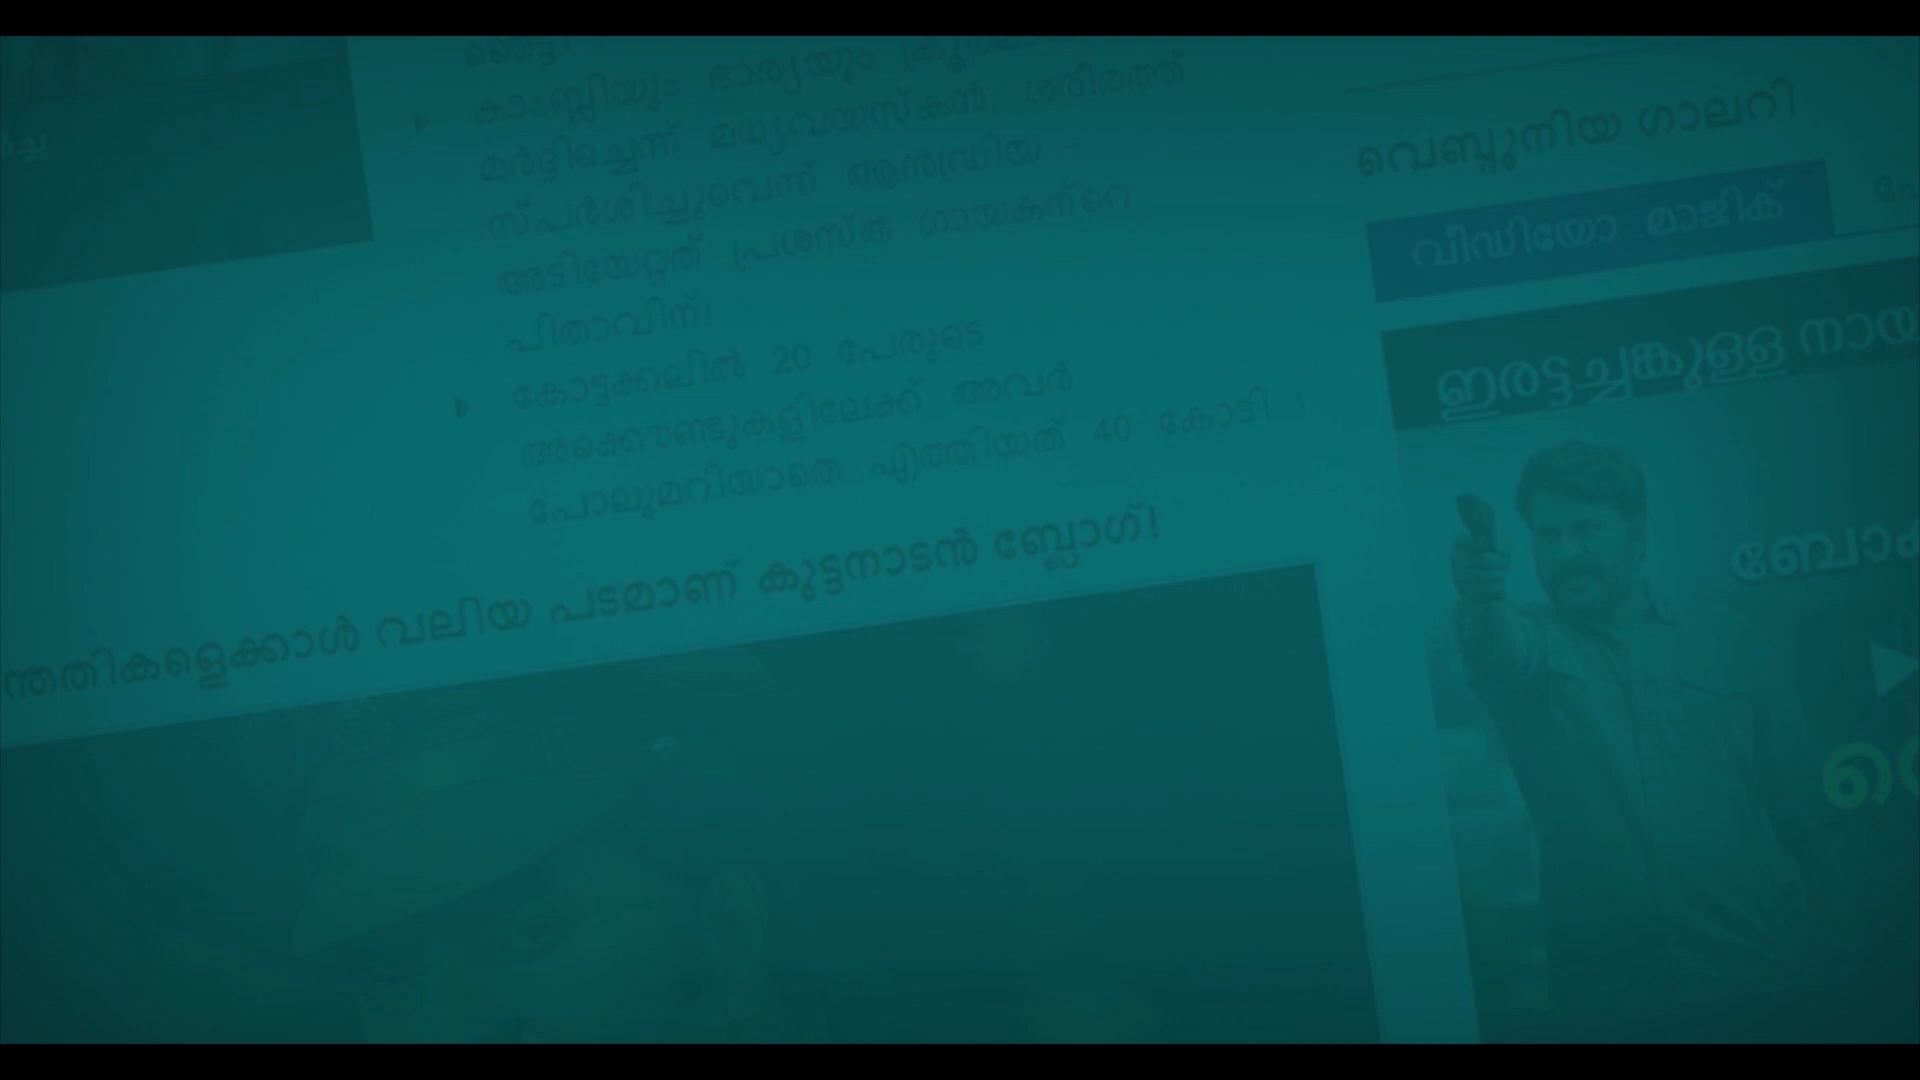 ർച്ച
കാംബ്ലിയും ഭാര്യയും
മർദ്ദിച്ചെന്ന് മധ്യവയസ്കൻ; ശരീരത്ത്
സ്പർശിച്ചുവെന്ന് ആൻഡ്രിയ -
അടിയേറ്റത് പ്രശസ്ത ഗായകന്റെ
പിതാവിന്!
കോട്ടക്കലിൽ 20 പേരുടെ
അക്കൌണ്ടുകളിലേക്ക് അവർ
പോലുമറിയാതെ എത്തിയത് 40 കോടി !
ന്തതികളെക്കാൾ വലിയ പടമാണ് കുട്ടനാടൻ ബ്ലോഗ്!
വെബ്ദുനിയ ഗാലറി
വീഡിയോ മാജിക്
ഇരട്ടച്ചങ്കുള്ള നായ
ബോക